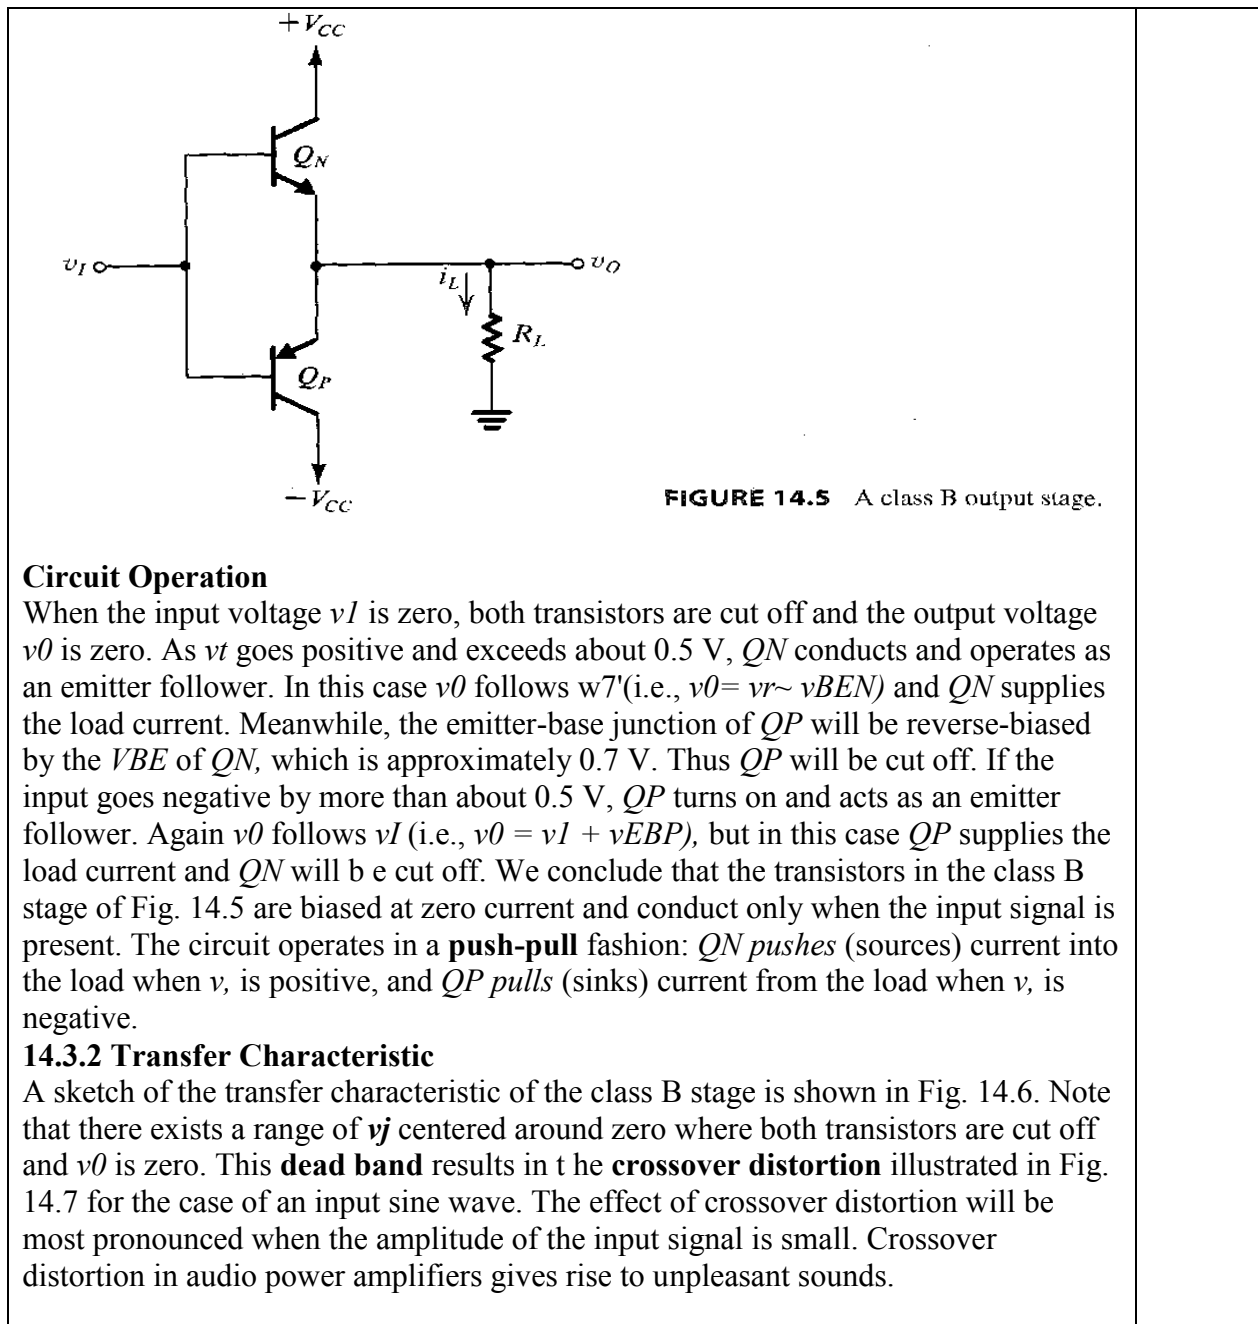 +VCC
QN
vI
iL
vO
RL
QP
−VCC
FIGURE 14.5 A class B output stage.
Circuit Operation
When the input voltage v1 is zero, both transistors are cut off and the output voltage
v0 is zero. As vt goes positive and exceeds about 0.5 V, QN conducts and operates as
an emitter follower. In this case v0 follows w7'(i.e., v0= vr~ vBEN) and QN supplies
the load current. Meanwhile, the emitter-base junction of QP will be reverse-biased
by the VBE of QN, which is approximately 0.7 V. Thus QP will be cut off. If the
input goes negative by more than about 0.5 V, QP turns on and acts as an emitter
follower. Again v0 follows vI (i.e., v0 = v1 + vEBP), but in this case QP supplies the
load current and QN will b e cut off. We conclude that the transistors in the class B
stage of Fig. 14.5 are biased at zero current and conduct only when the input signal is
present. The circuit operates in a push-pull fashion: QN pushes (sources) current into
the load when v, is positive, and QP pulls (sinks) current from the load when v, is
negative.
14.3.2 Transfer Characteristic
A sketch of the transfer characteristic of the class B stage is shown in Fig. 14.6. Note
that there exists a range of vj centered around zero where both transistors are cut off
and v0 is zero. This dead band results in t he crossover distortion illustrated in Fig.
14.7 for the case of an input sine wave. The effect of crossover distortion will be
most pronounced when the amplitude of the input signal is small. Crossover
distortion in audio power amplifiers gives rise to unpleasant sounds.